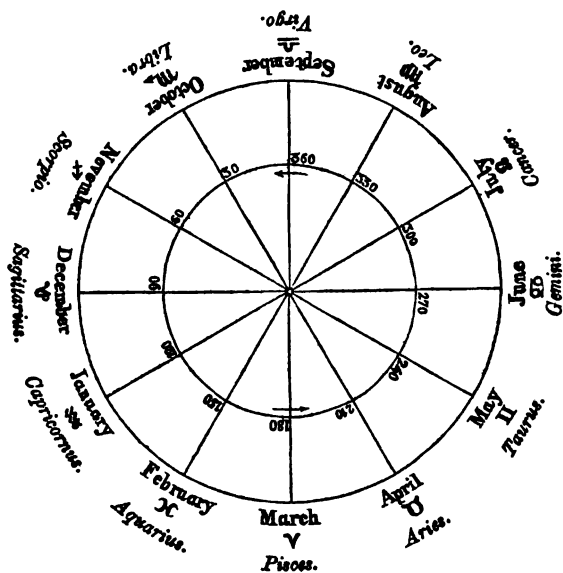 Virgo.
♎
September
Leo.
♍
August
Cancer.
♌
July
Gemini.
♋
June
May
♊
Taurus.
April
♉
Aries.
March
♈
Pisces.
February
♓
Aquarius.
January
♒
Capricornus.
December
♑
Sagittarius.
Scorpio.
♐
November
Libra.
♏
October
360
330
300
270
240
210
180
150
120
90
60
30